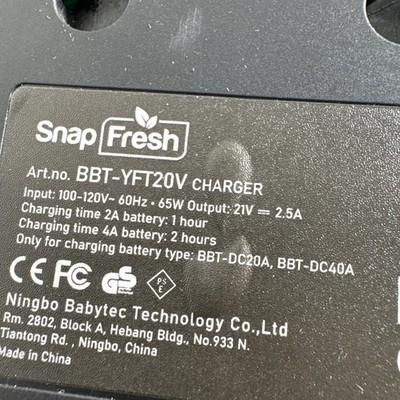 Snap Fresh
Art.no. BBT-YFT20V CHARGER
Input: 100-120V~ 60Hz • 65W Output: 21V ⎓ 2.5A
Charging time 2A battery: 1 hour
Charging time 4A battery: 2 hours
Only for charging battery type: BBT-DC20A, BBT-DC40A
CE FC GS PS E
Ningbo Babytec Technology Co.,Ltd
Rm. 2802, Block A, Hebang Bldg., No.933 N.
Tiantong Rd. , Ningbo, China
Made in China